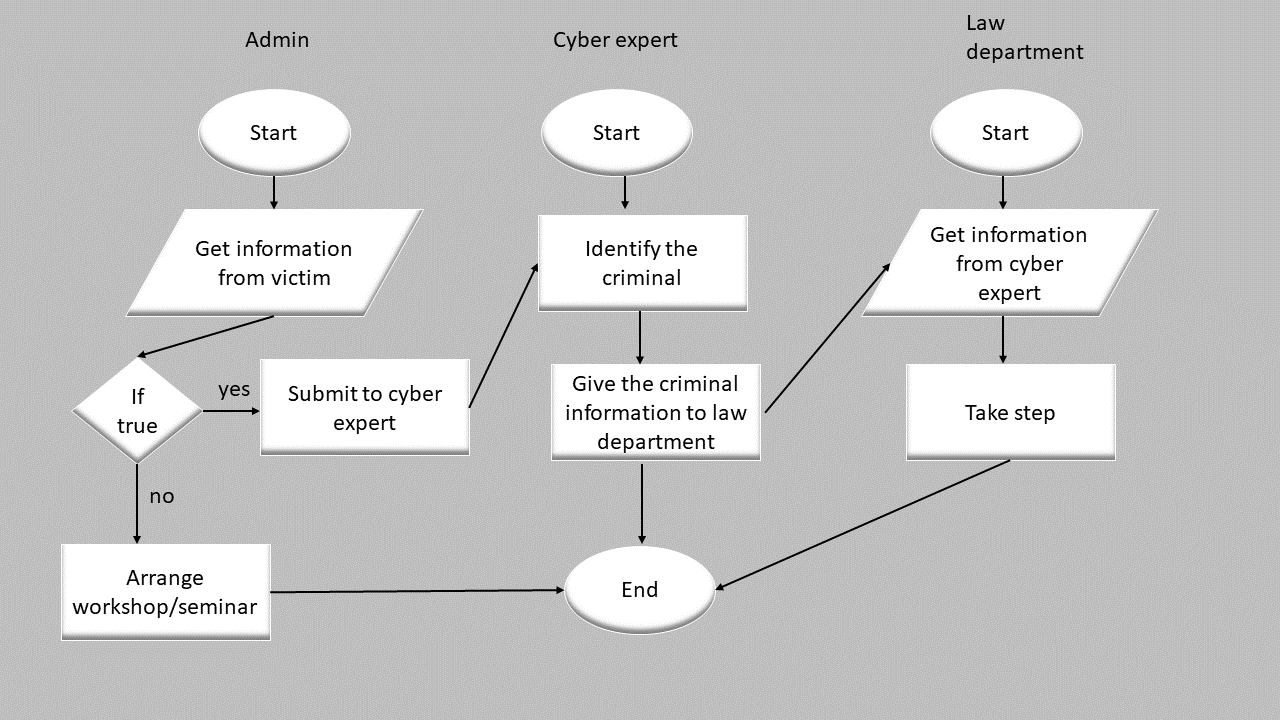 Admin
Cyber expert
Law
department
Start
Start
Start
Get information
from victim
Identify the
criminal
Get information
from cyber
expert
If
true
yes
Submit to cyber
expert
Give the criminal
information to law
department
Take step
no
Arrange
workshop/seminar
End